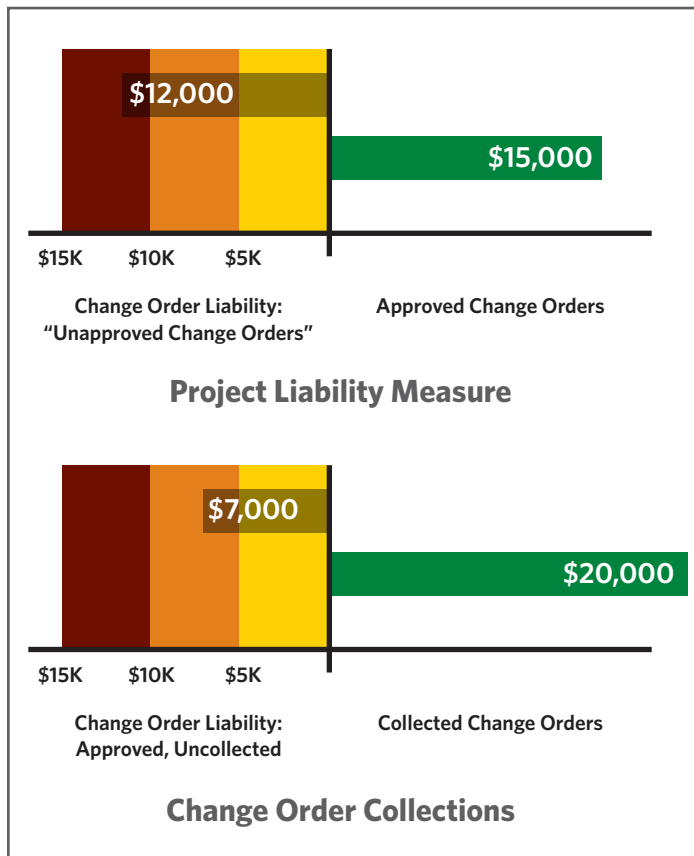 $12,000
$15,000
$15K $10K $5K
Change Order Liability: Approved Change Orders
“Unapproved Change Orders”
Project Liability Measure
$7,000
$20,000
$15K $10K $5K
Change Order Liability: Collected Change Orders
Approved, Uncollected
Change Order Collections